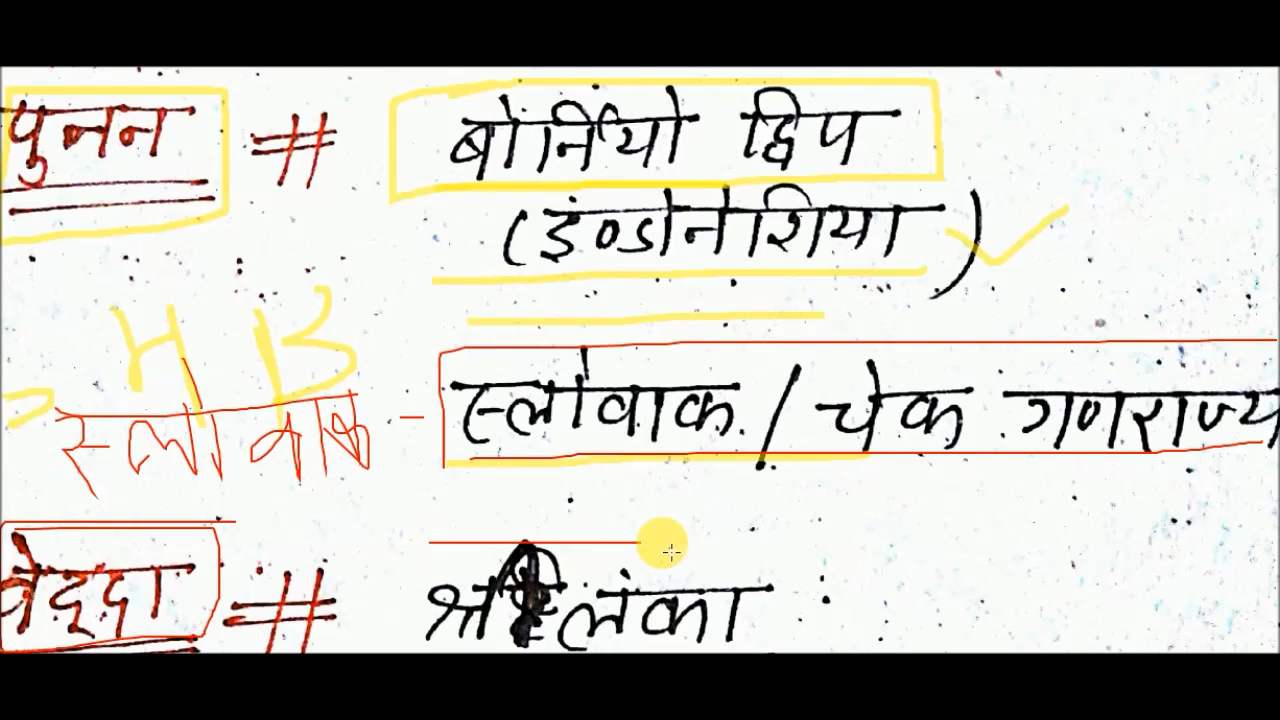 पुनन # बोर्नियो द्विप
(इंण्डोनेशिया)
H B
स्लोवाक - स्लोवाक / चेक गणराज्य
वेद्दा # श्रीलंका